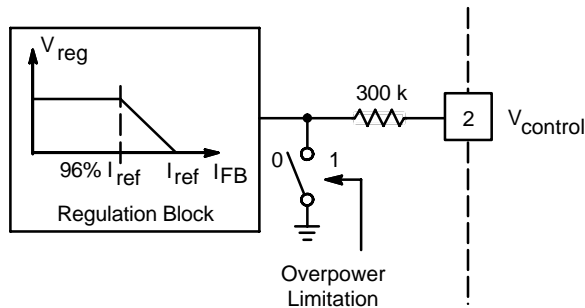 V reg
300 k
2
V control
0
1
96% I ref
I ref
I FB
Regulation Block
Overpower
Limitation